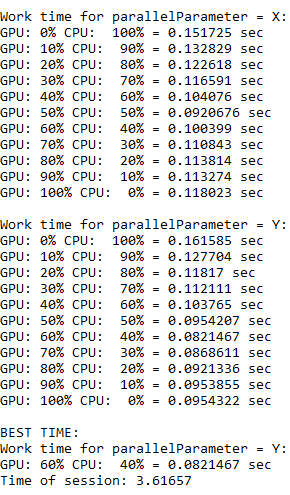 Work time for parallelParameter = X:
GPU: 0% CPU:  100% = 0.151725 sec
GPU: 10% CPU:  90% = 0.132829 sec
GPU: 20% CPU:  80% = 0.122618 sec
GPU: 30% CPU:  70% = 0.116591 sec
GPU: 40% CPU:  60% = 0.104076 sec
GPU: 50% CPU:  50% = 0.0920676 sec
GPU: 60% CPU:  40% = 0.100399 sec
GPU: 70% CPU:  30% = 0.110843 sec
GPU: 80% CPU:  20% = 0.113814 sec
GPU: 90% CPU:  10% = 0.113274 sec
GPU: 100% CPU:  0% = 0.118023 sec
Work time for parallelParameter = Y:
GPU: 0% CPU:  100% = 0.161585 sec
GPU: 10% CPU:  90% = 0.127704 sec
GPU: 20% CPU:  80% = 0.11817 sec
GPU: 30% CPU:  70% = 0.112111 sec
GPU: 40% CPU:  60% = 0.103765 sec
GPU: 50% CPU:  50% = 0.0954207 sec
GPU: 60% CPU:  40% = 0.0821467 sec
GPU: 70% CPU:  30% = 0.0868611 sec
GPU: 80% CPU:  20% = 0.0921336 sec
GPU: 90% CPU:  10% = 0.0953855 sec
GPU: 100% CPU:  0% = 0.0954322 sec
BEST TIME:
Work time for parallelParameter = Y:
GPU: 60% CPU:  40% = 0.0821467 sec
Time of session: 3.61657